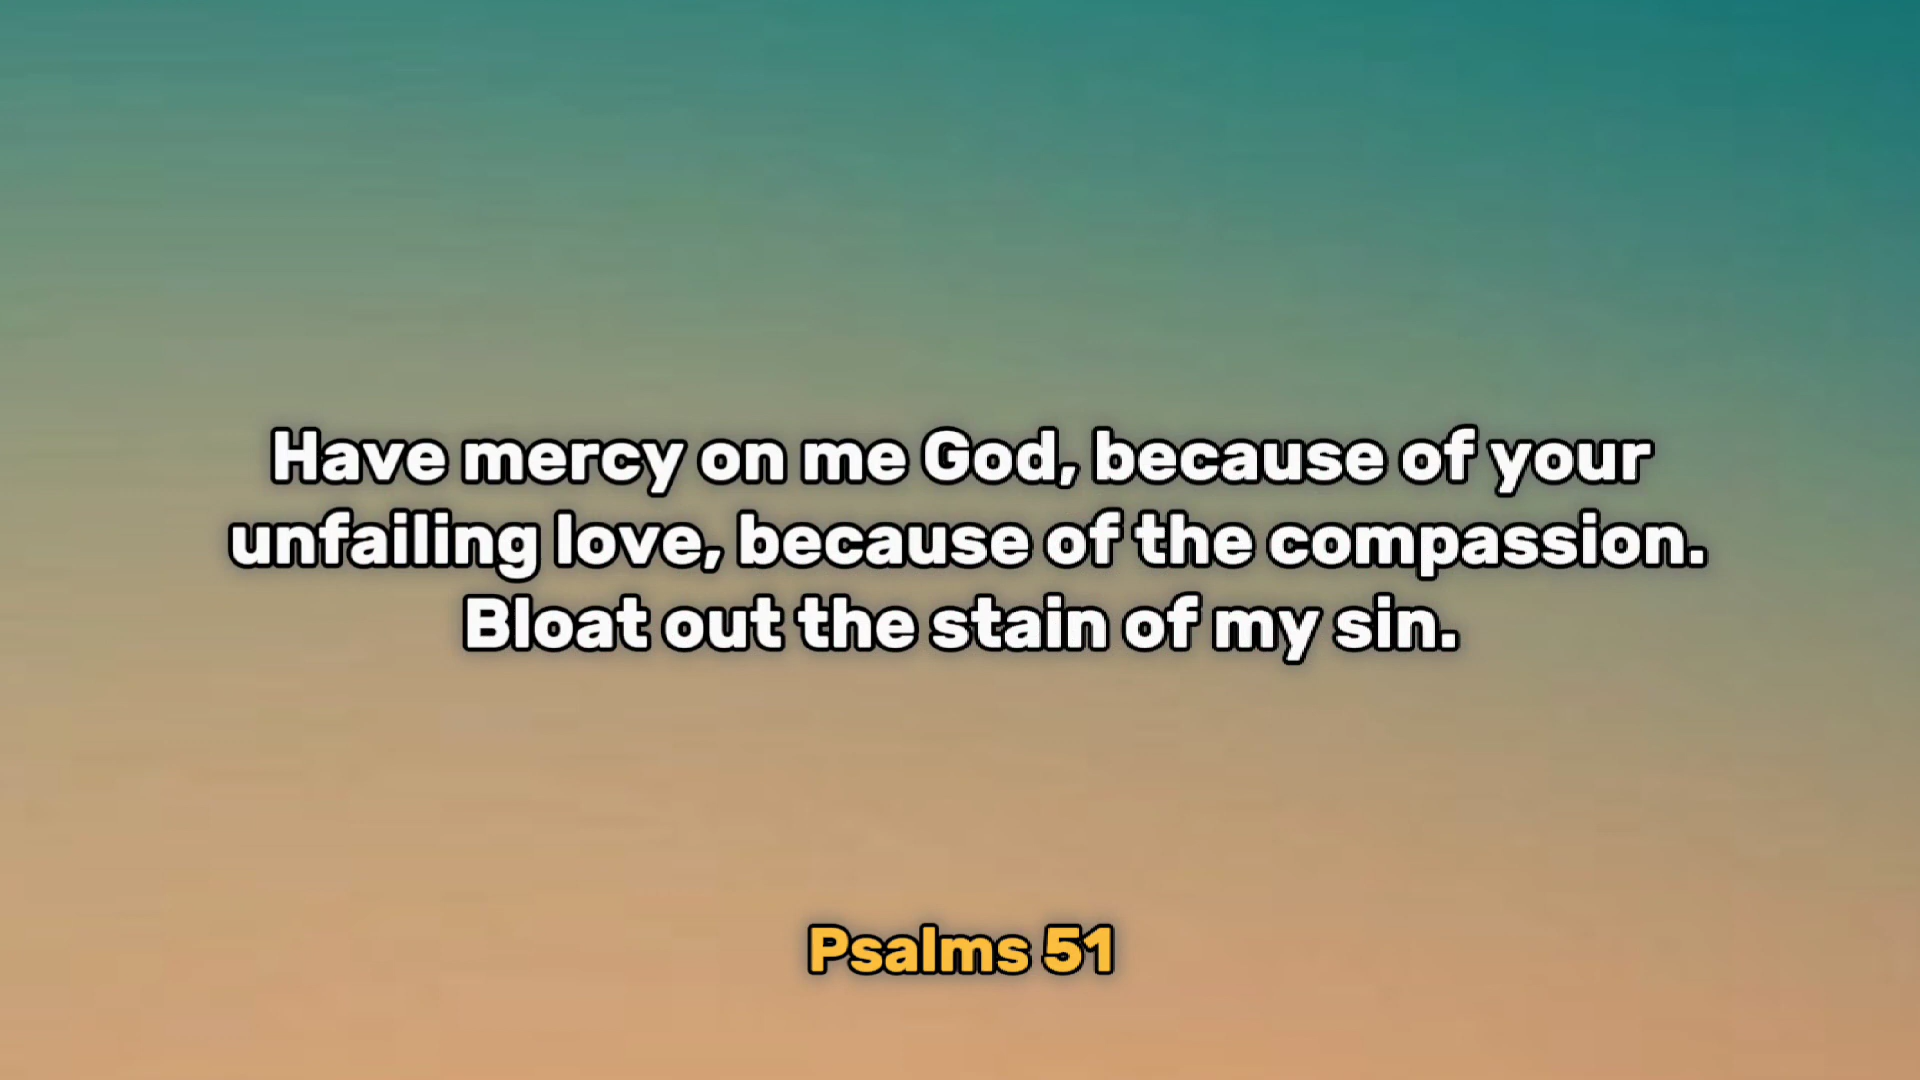 Have mercy on me God, because of your
unfailing love, because of the compassion.
Bloat out the stain of my sin.
Psalms 51